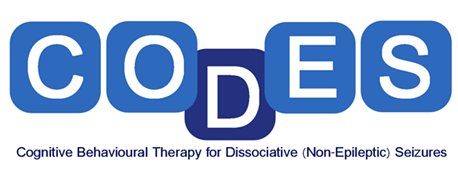 CODES
Cognitive Behavioural Therapy for Dissociative (Non-Epileptic) Seizures